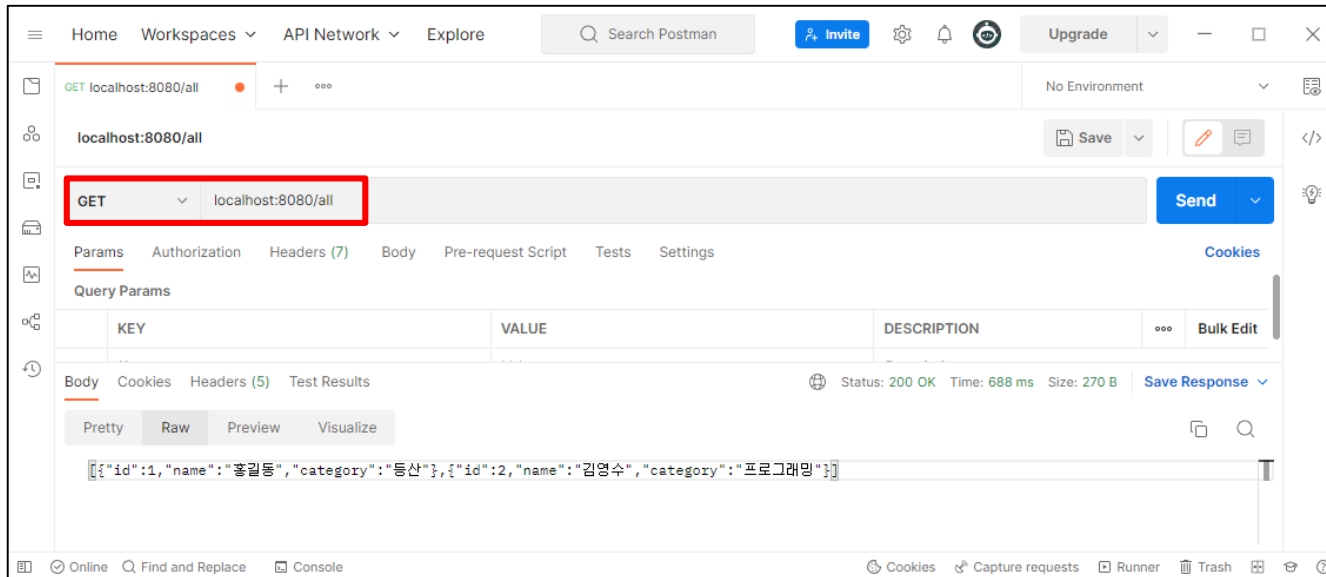 Home Workspaces API Network Explore Search Postman Invite Upgrade
GET localhost:8080/all No Environment
localhost:8080/all Save
GET localhost:8080/all Send
Params Authorization Headers (7) Body Pre-request Script Tests Settings Cookies
Query Params
KEY VALUE DESCRIPTION Bulk Edit
Body Cookies Headers (5) Test Results Status: 200 OK Time: 688 ms Size: 270 B Save Response
Pretty Raw Preview Visualize
[{"id":1,"name":"홍길동","category":"등산"},{"id":2,"name":"김영수","category":"프로그래밍"}]
Online Find and Replace Console Cookies Capture requests Runner Trash